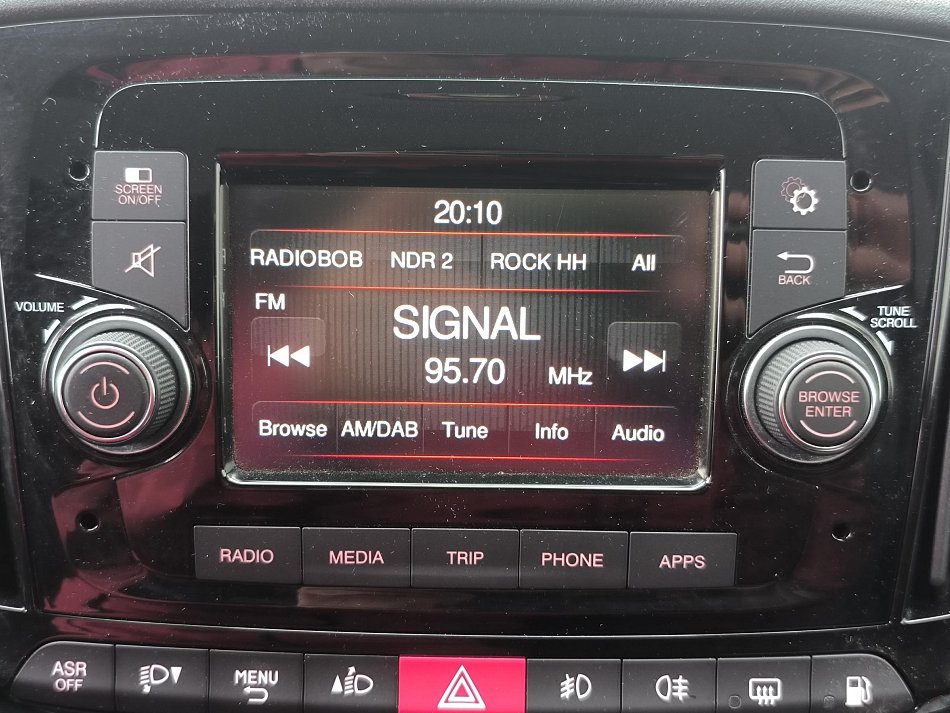 SCREEN
ON/OFF
20:10
RADIOBOB NDR 2 ROCK HH All
BACK
VOLUME
FM
SIGNAL
95.70 MHz
TUNE
SCROLL
BROWSE
ENTER
Browse AM/DAB Tune Info Audio
RADIO MEDIA TRIP PHONE APPS
ASR
OFF
MENU